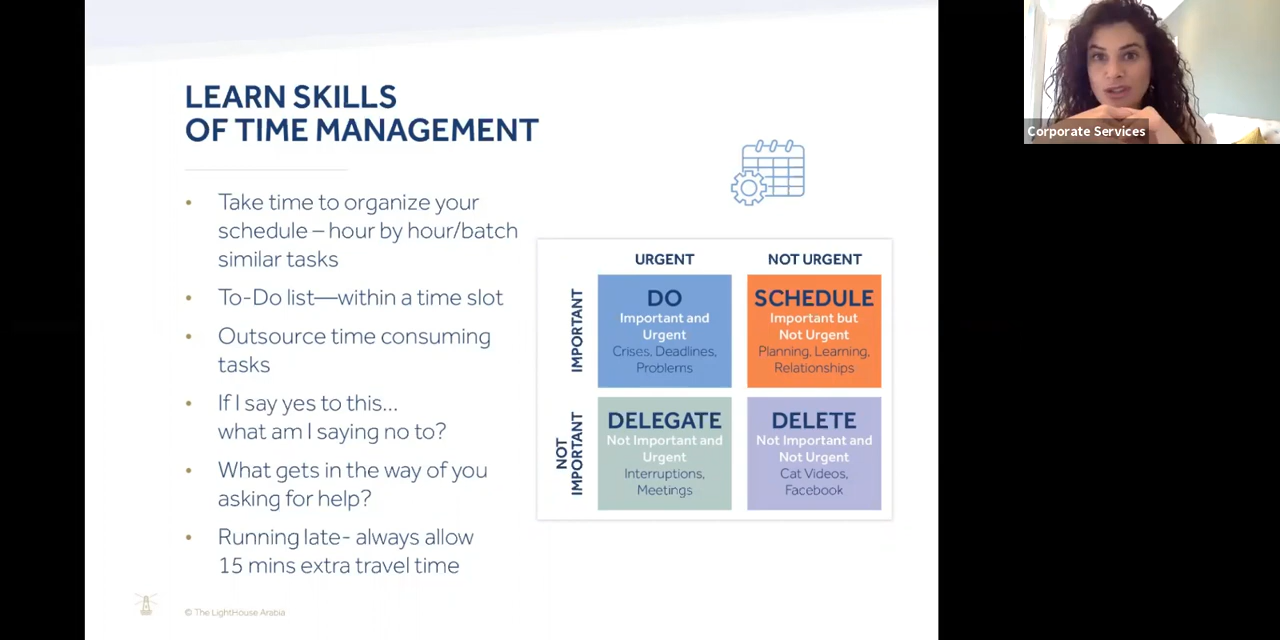 LEARN SKILLS
OF TIME MANAGEMENT
• Take time to organize your
schedule – hour by hour/batch
similar tasks
• To-Do list—within a time slot
• Outsource time consuming
tasks
• If I say yes to this...
what am I saying no to?
• What gets in the way of you
asking for help?
• Running late- always allow
15 mins extra travel time
URGENT
NOT URGENT
IMPORTANT
DO
Important and
Urgent
Crises, Deadlines,
Problems
SCHEDULE
Important but
Not Urgent
Planning, Learning,
Relationships
NOT
IMPORTANT
DELEGATE
Not Important and
Urgent
Interruptions,
Meetings
DELETE
Not Important and
Not Urgent
Cat Videos,
Facebook
© The LightHouse Arabia
Corporate Services